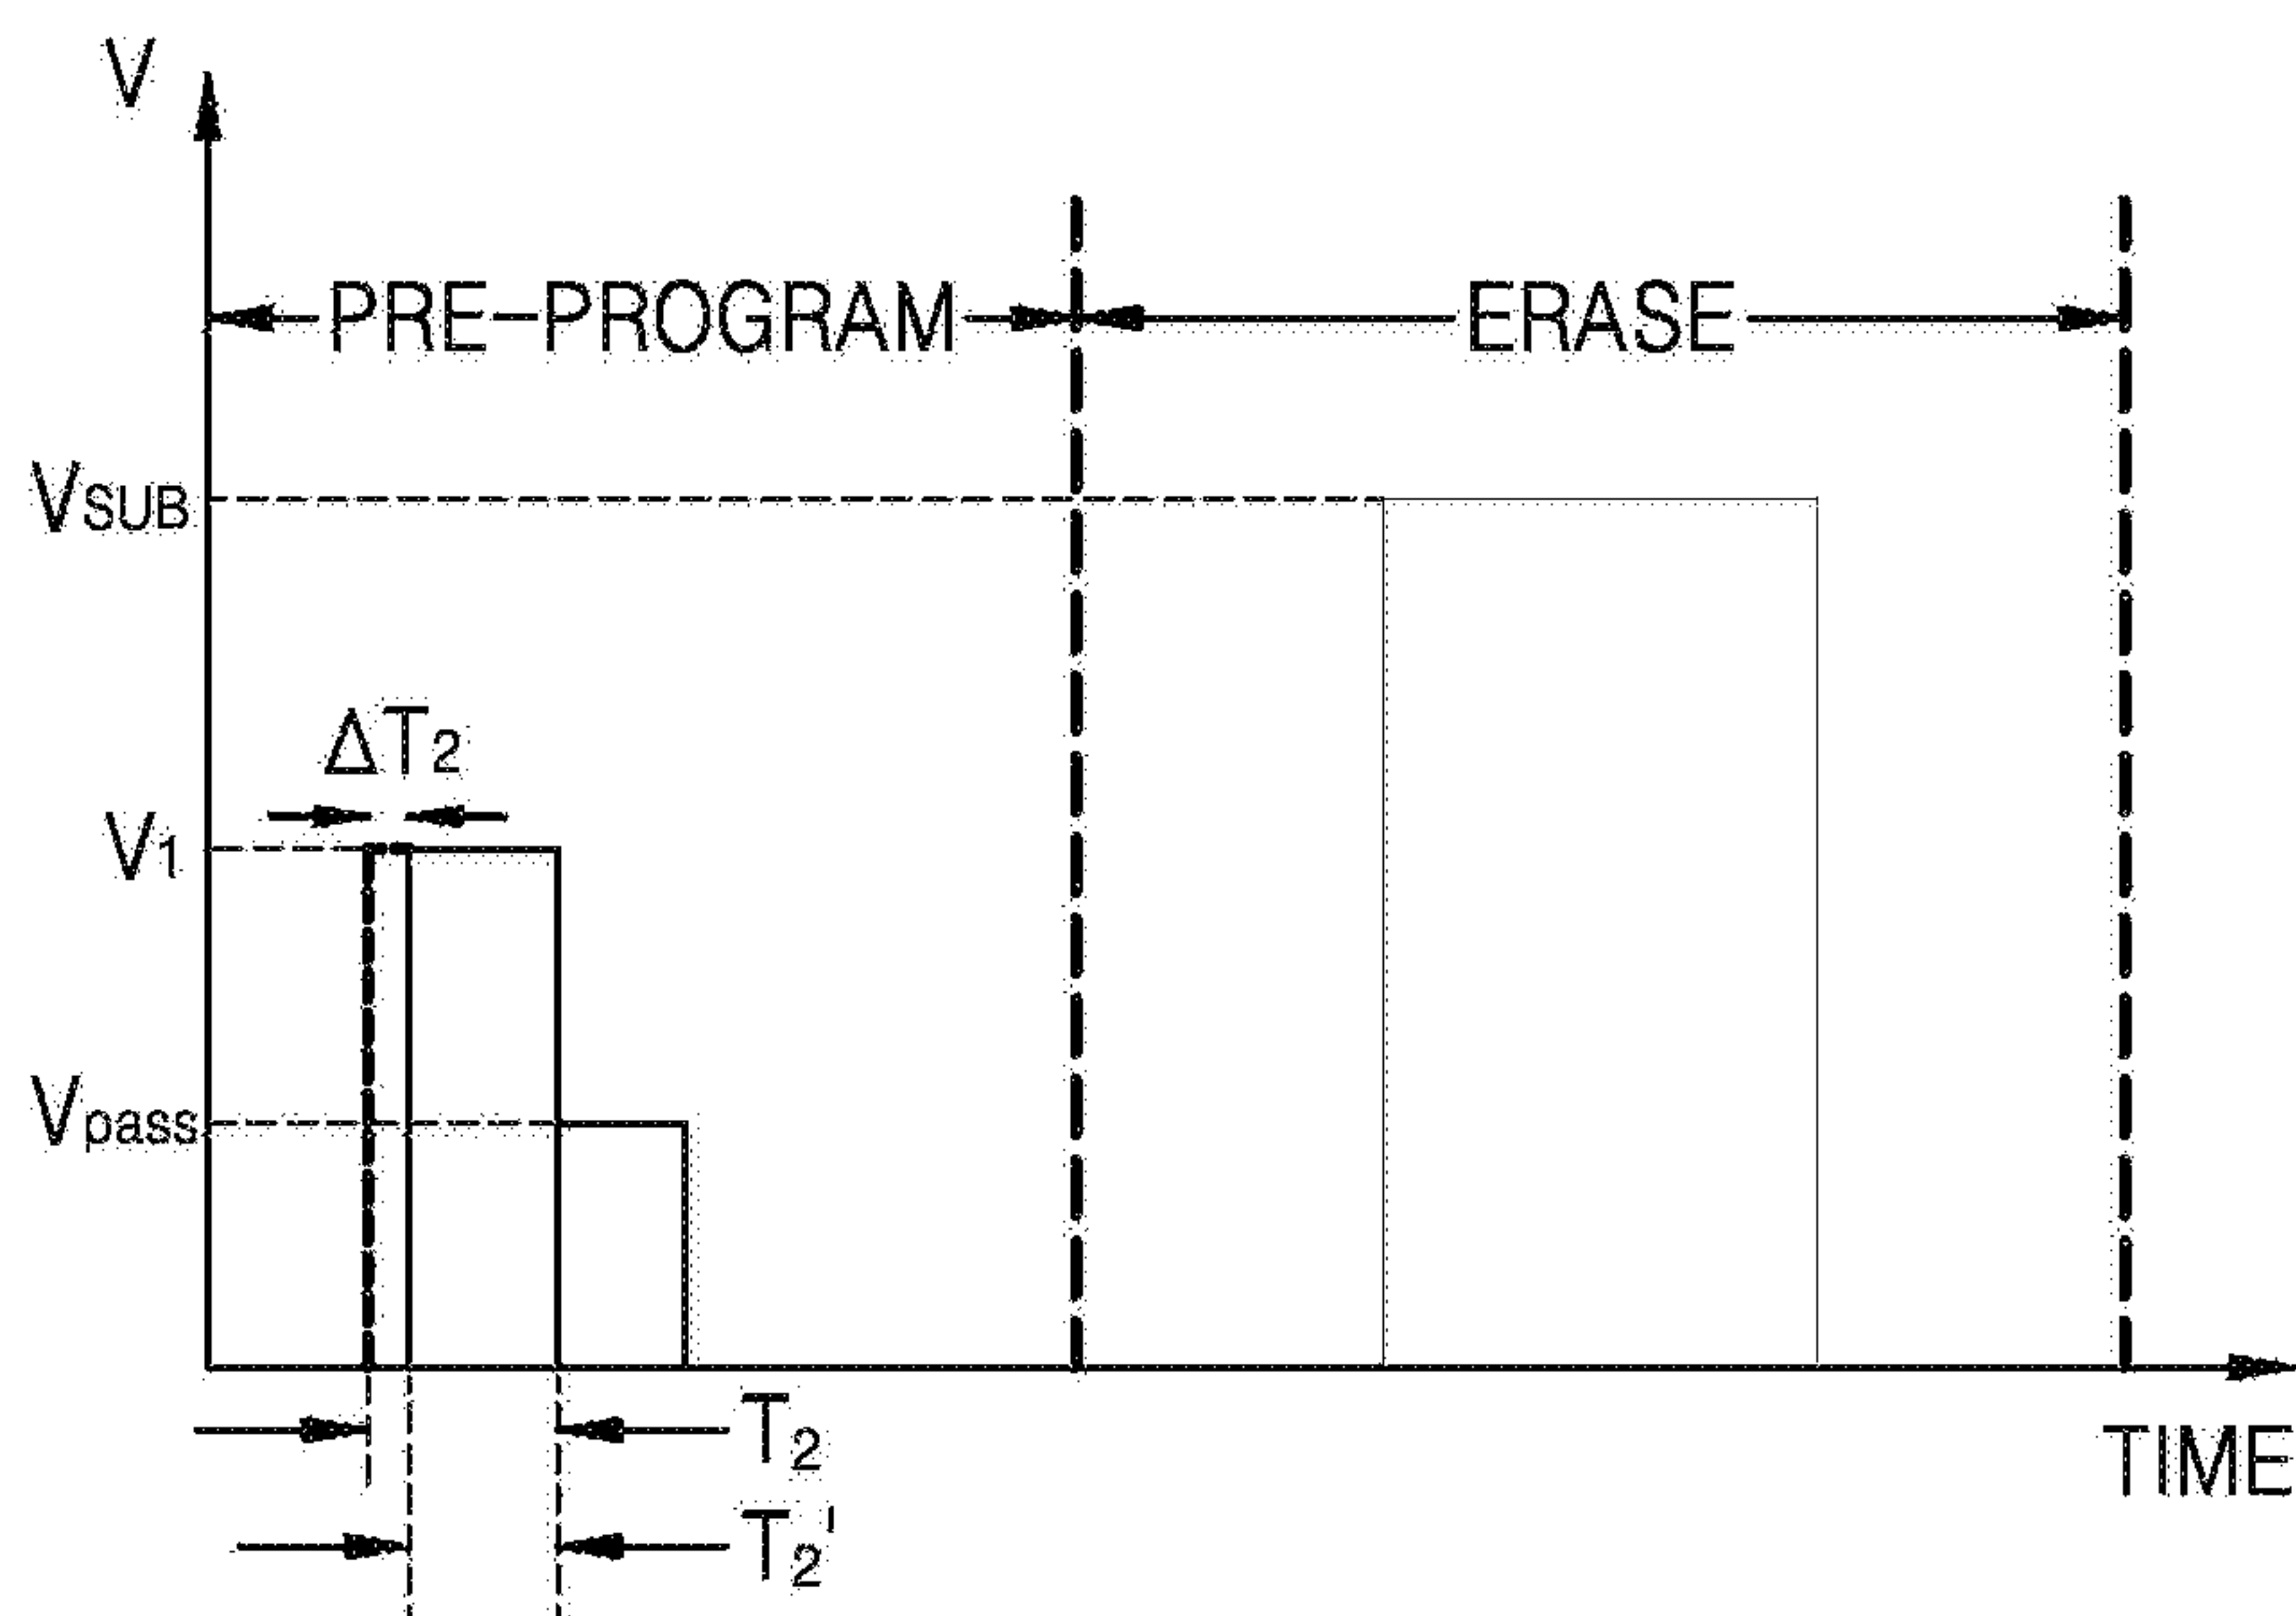 V
PRE-PROGRAM
ERASE
VSUB
ΔT2
V1
Vpass
T2
TIME
T2'